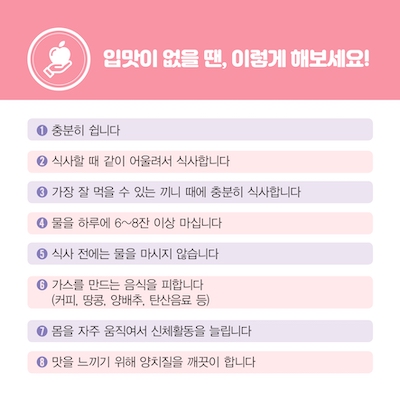 입맛이 없을 땐, 이렇게 해보세요!
1 충분히 쉽니다
2 식사할 때 같이 어울려서 식사합니다
3 가장 잘 먹을 수 있는 끼니 때에 충분히 식사합니다
4 물을 하루에 6~8잔 이상 마십니다
5 식사 전에는 물을 마시지 않습니다
6 가스를 만드는 음식을 피합니다
(커피, 땅콩, 양배추, 탄산음료 등)
7 몸을 자주 움직여서 신체활동을 늘립니다
8 맛을 느끼기 위해 양치질을 깨끗이 합니다